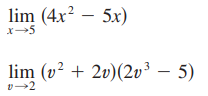 lim (4x² − 5x)
x→5
lim (v² + 2v)(2v³ − 5)
v→2